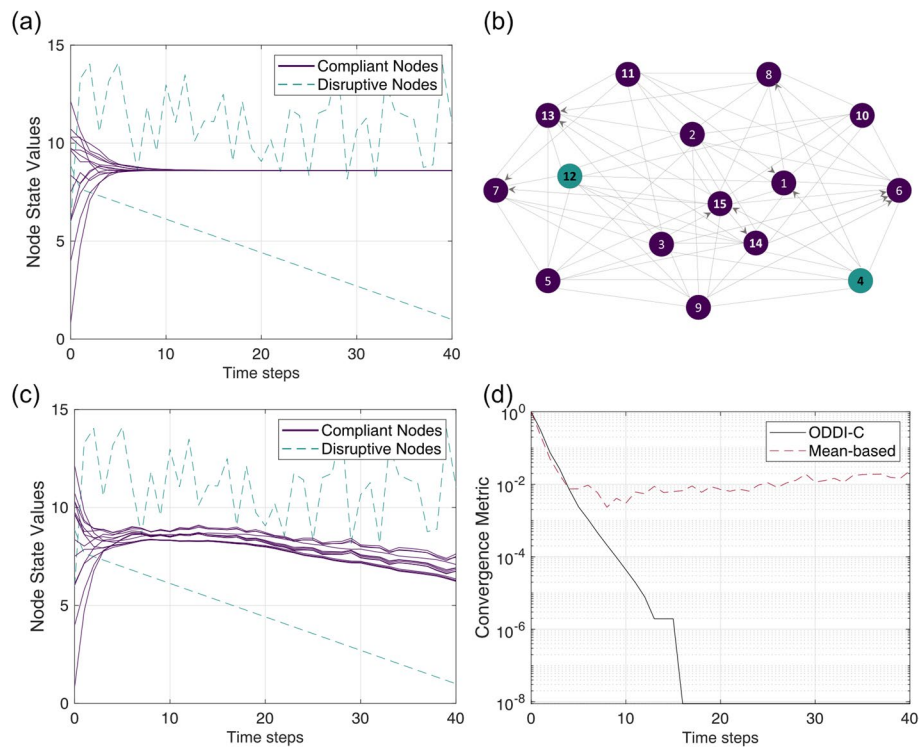 (a)
15
10
5
0
Node State Values
Compliant Nodes
Disruptive Nodes
0 10 20 30 40
Time steps
(b)
11
8
13
10
2
12
7
1
6
15
3
14
5
4
9
(c)
15
10
5
0
Node State Values
Compliant Nodes
Disruptive Nodes
0 10 20 30 40
Time steps
(d)
10^0
10^-2
10^-4
10^-6
10^-8
Convergence Metric
ODDI-C
Mean-based
0 10 20 30 40
Time steps